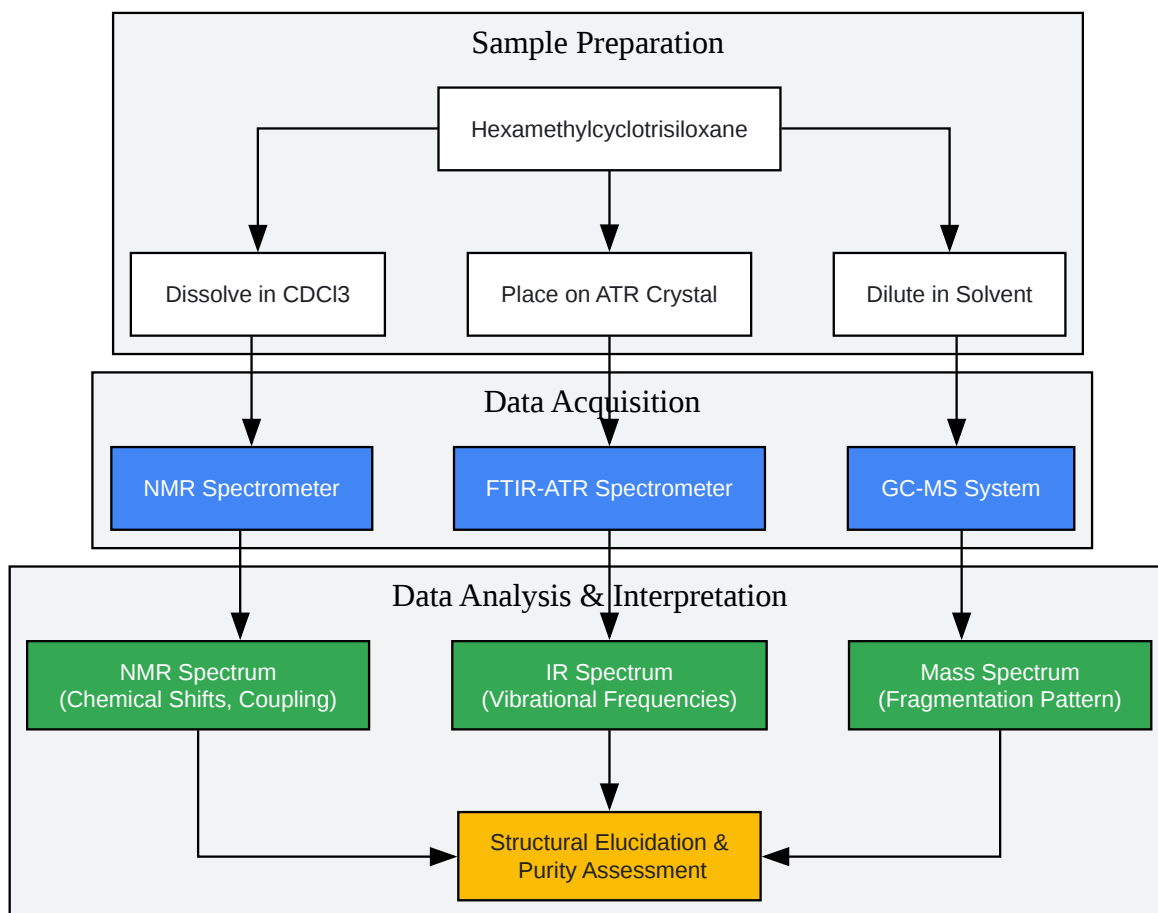 Sample Preparation
Hexamethylcyclotrisiloxane
Dissolve in CDCl3
Place on ATR Crystal
Dilute in Solvent
Data Acquisition
NMR Spectrometer
FTIR-ATR Spectrometer
GC-MS System
Data Analysis & Interpretation
NMR Spectrum
(Chemical Shifts, Coupling)
IR Spectrum
(Vibrational Frequencies)
Mass Spectrum
(Fragmentation Pattern)
Structural Elucidation &
Purity Assessment